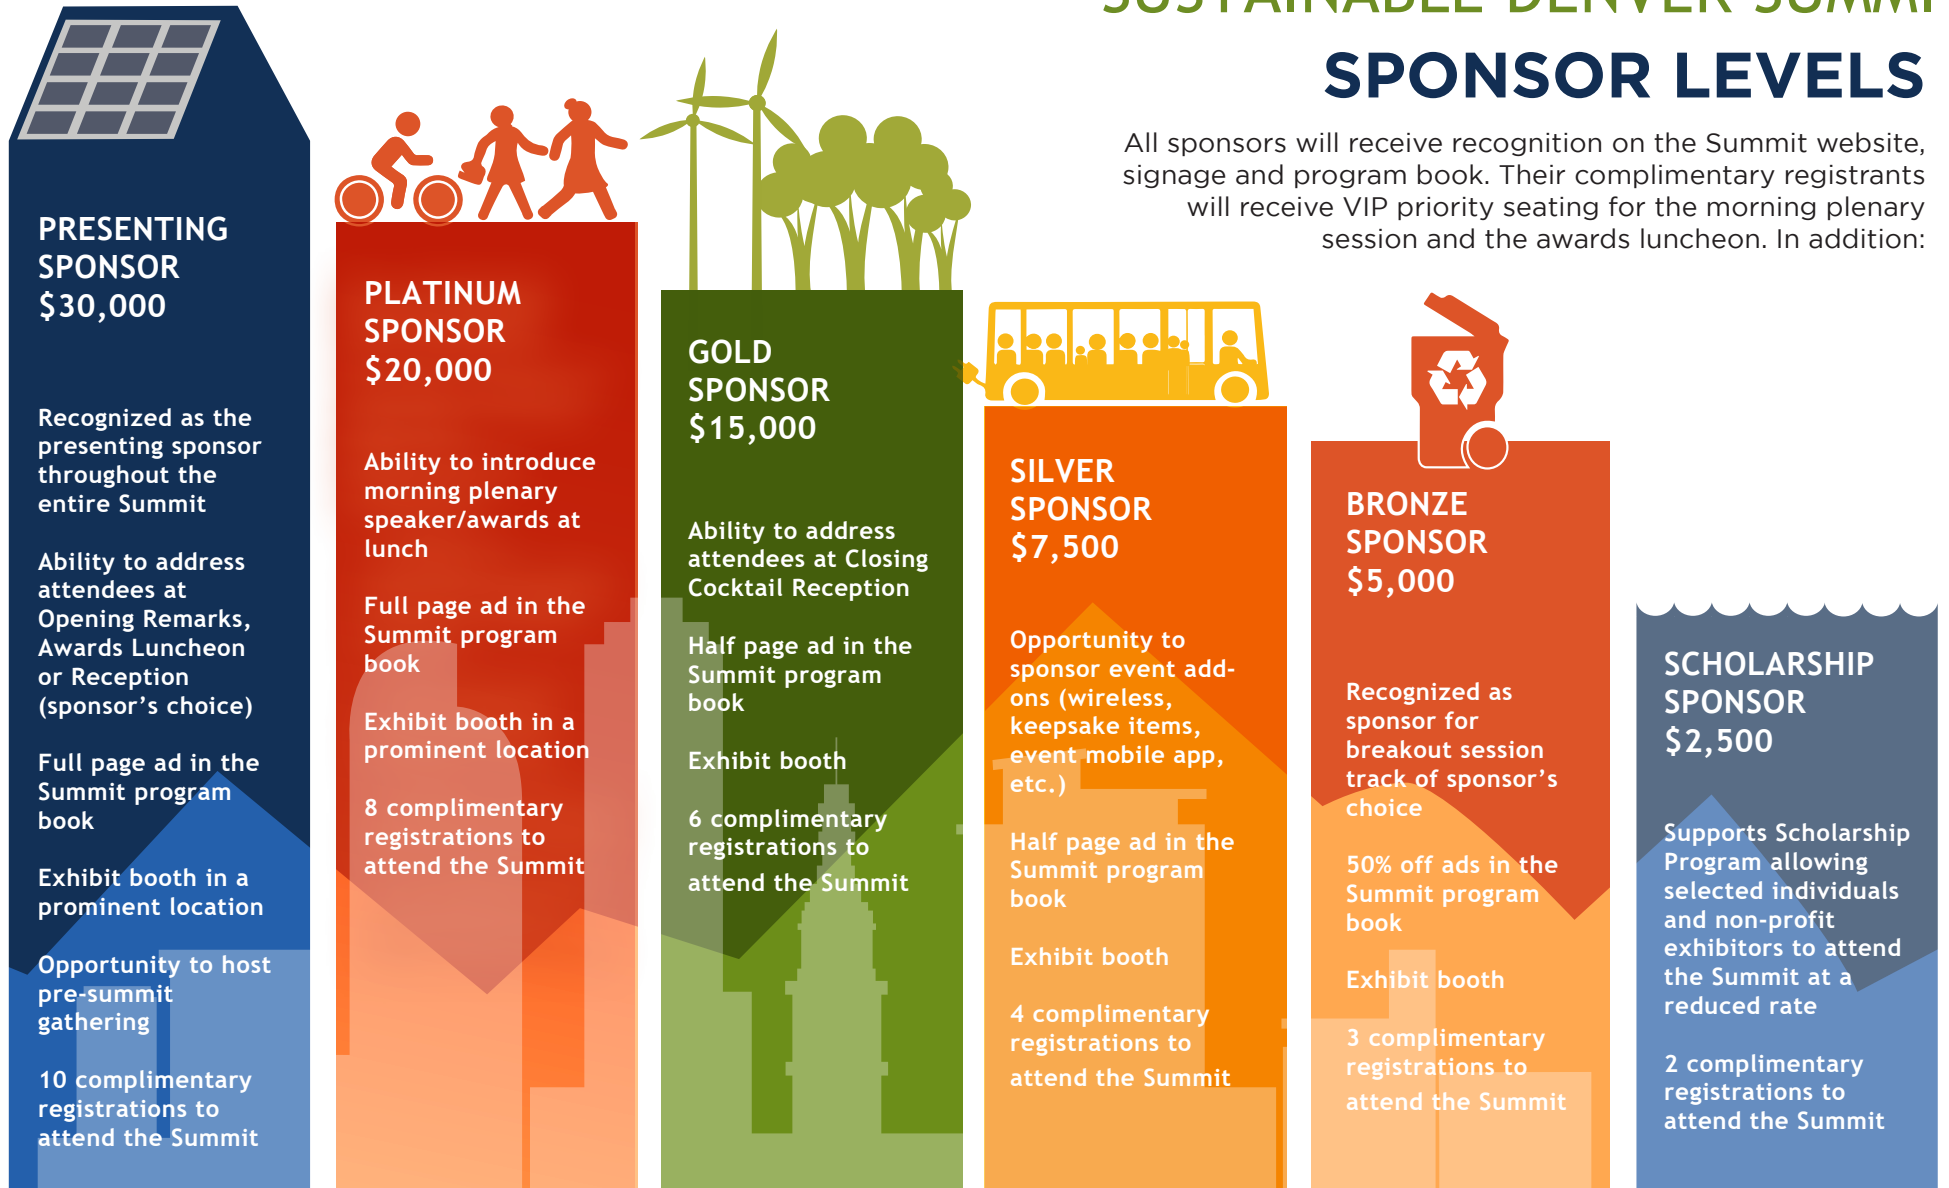 SUSTAINABLE DENVER SUMMI
SPONSOR LEVELS
All sponsors will receive recognition on the Summit website,
signage and program book. Their complimentary registrants
will receive VIP priority seating for the morning plenary
session and the awards luncheon. In addition:
PRESENTING
SPONSOR
$30,000
Recognized as the
presenting sponsor
throughout the
entire Summit
Ability to address
attendees at
Opening Remarks,
Awards Luncheon
or Reception
(sponsor’s choice)
Full page ad in the
Summit program
book
Exhibit booth in a
prominent location
Opportunity to host
pre-summit
gathering
10 complimentary
registrations to
attend the Summit
PLATINUM
SPONSOR
$20,000
Ability to introduce
morning plenary
speaker/awards at
lunch
Full page ad in the
Summit program
book
Exhibit booth in a
prominent location
8 complimentary
registrations to
attend the Summit
GOLD
SPONSOR
$15,000
Ability to address
attendees at Closing
Cocktail Reception
Half page ad in the
Summit program
book
Exhibit booth
6 complimentary
registrations to
attend the Summit
SILVER
SPONSOR
$7,500
Opportunity to
sponsor event add-
ons (wireless,
keepsake items,
event mobile app,
etc.)
Half page ad in the
Summit program
book
Exhibit booth
4 complimentary
registrations to
attend the Summit
BRONZE
SPONSOR
$5,000
Recognized as
sponsor for
breakout session
track of sponsor’s
choice
50% off ads in the
Summit program
book
Exhibit booth
3 complimentary
registrations to
attend the Summit
SCHOLARSHIP
SPONSOR
$2,500
Supports Scholarship
Program allowing
selected individuals
and non-profit
exhibitors to attend
the Summit at a
reduced rate
2 complimentary
registrations to
attend the Summit